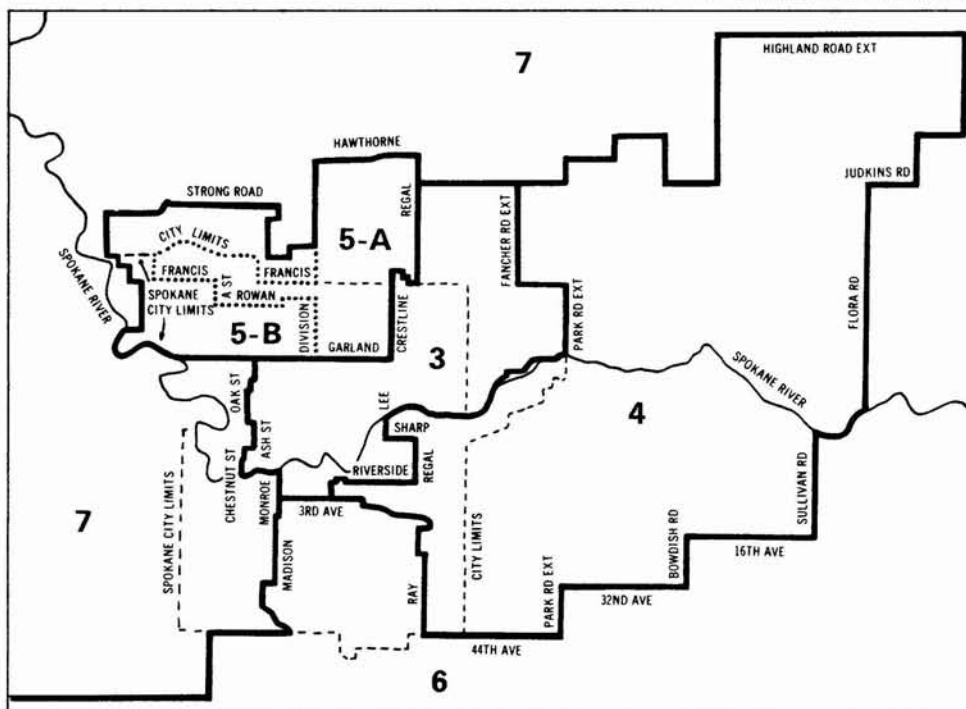 7
HIGHLAND ROAD EXT
HAWTHORNE
STRONG ROAD
REGAL
JUDKINS RD
5-A
CITY LIMITS
FANCHER RD EXT
SPOKANE RIVER
FRANCIS
FRANCIS
A ST
ROWAN
SPOKANE
CITY LIMITS
5-B
DIVISION
GARLAND
CRESTLINE
PARK RD EXT
FLORA RD
3
SPOKANE RIVER
OAK ST
LEE
4
ASH ST
SHARP
CHESTNUT ST
RIVERSIDE
REGAL
SULLIVAN RD
7
SPOKANE CITY LIMITS
MONROE
3RD AVE
BOWDISH RD
16TH AVE
MADISON
CITY LIMITS
RAY
PARK RD EXT
32ND AVE
44TH AVE
6